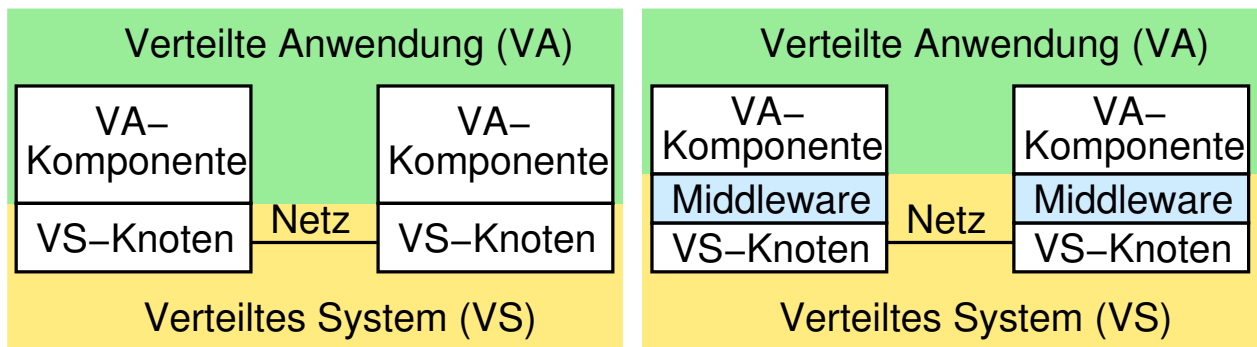 Verteilte Anwendung (VA)
VA–
Komponente
VA–
Komponente
Netz
VS–Knoten
VS–Knoten
Verteiltes System (VS)
Verteilte Anwendung (VA)
VA–
Komponente
VA–
Komponente
Middleware
Netz
Middleware
VS–Knoten
VS–Knoten
Verteiltes System (VS)